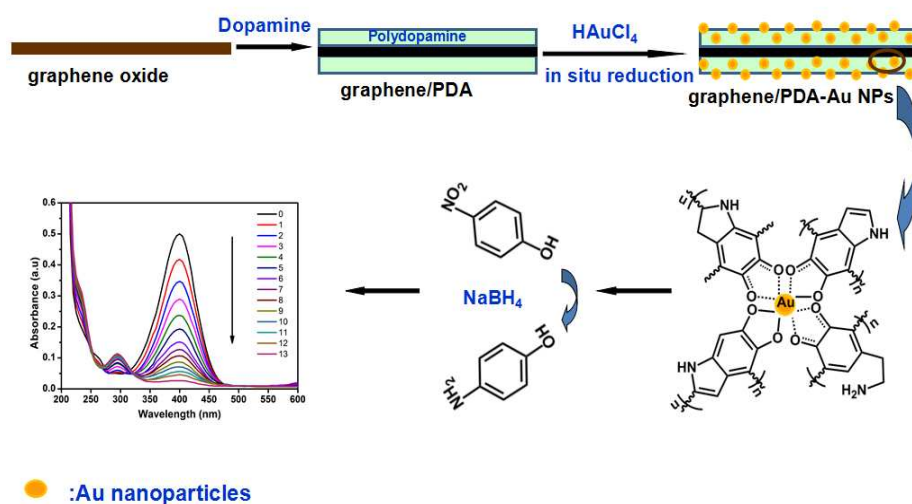 Dopamine
HAuCl4
Polydopamine
graphene oxide
graphene/PDA
in situ reduction
graphene/PDA-Au NPs
0.6
0.5
0.4
0.3
0.2
0.1
0.0
Absorbance (a.u)
200 250 300 350 400 450 500 550 600
Wavelength (nm)
0
1
2
3
4
5
6
7
8
9
10
11
12
13
NO2
OH
NaBH4
OH
NH2
NH
n
n
NH
O
O
O
O
Au
O
O
O
O
HN
n
n
n
n
H2N
:Au nanoparticles